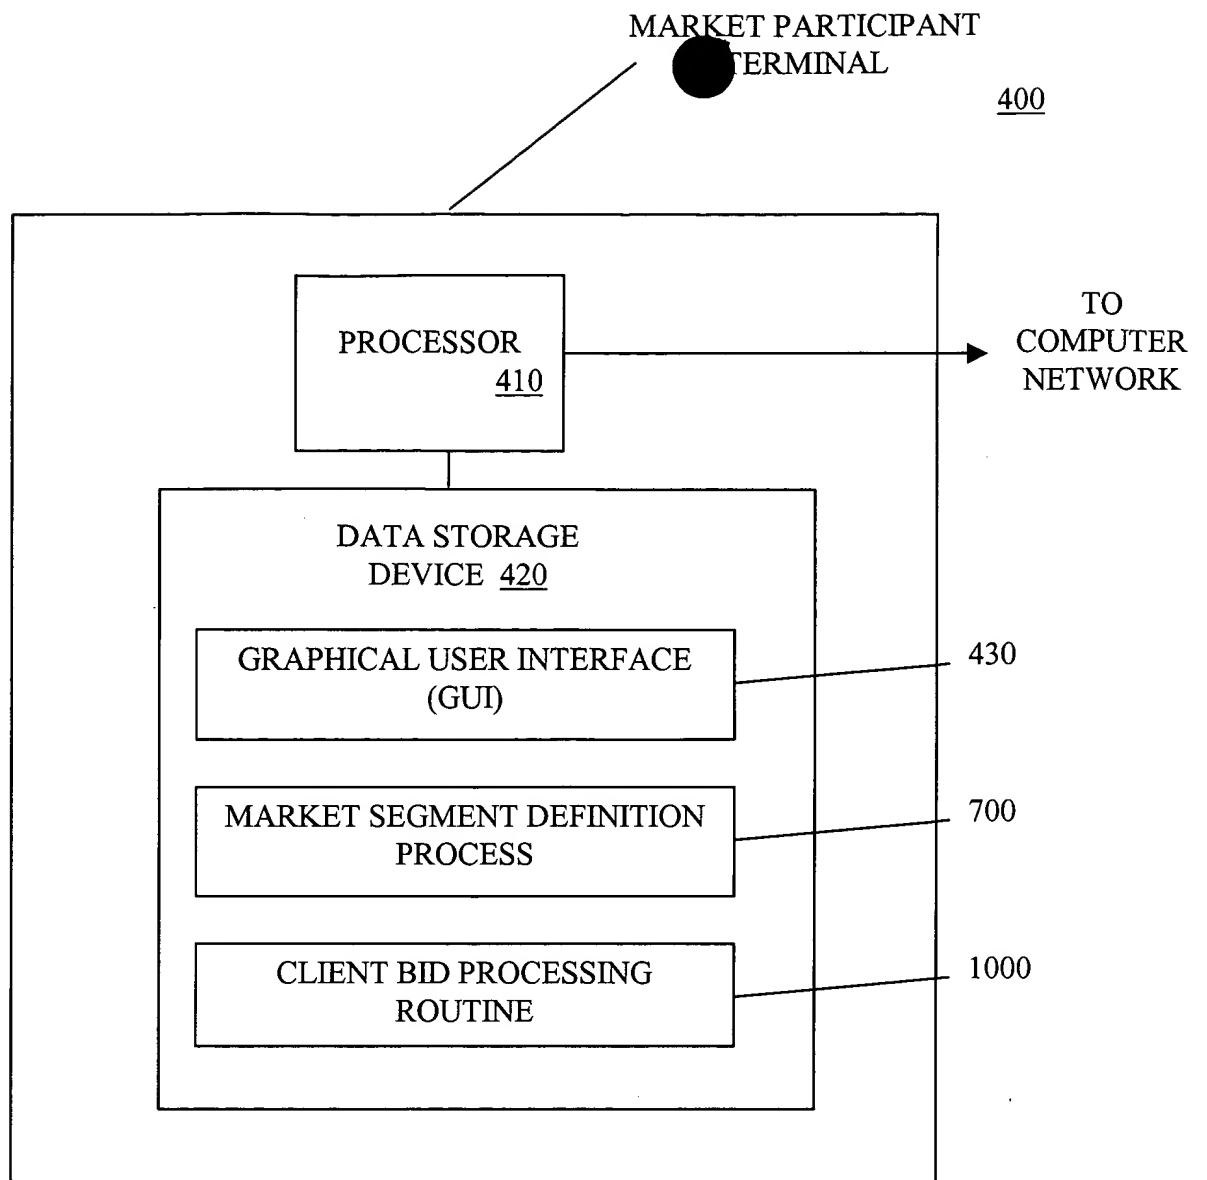 MARKET PARTICIPANT
TERMINAL
400
PROCESSOR
410
TO
COMPUTER
NETWORK
DATA STORAGE
DEVICE 420
GRAPHICAL USER INTERFACE
(GUI)
430
MARKET SEGMENT DEFINITION
PROCESS
700
CLIENT BID PROCESSING
ROUTINE
1000